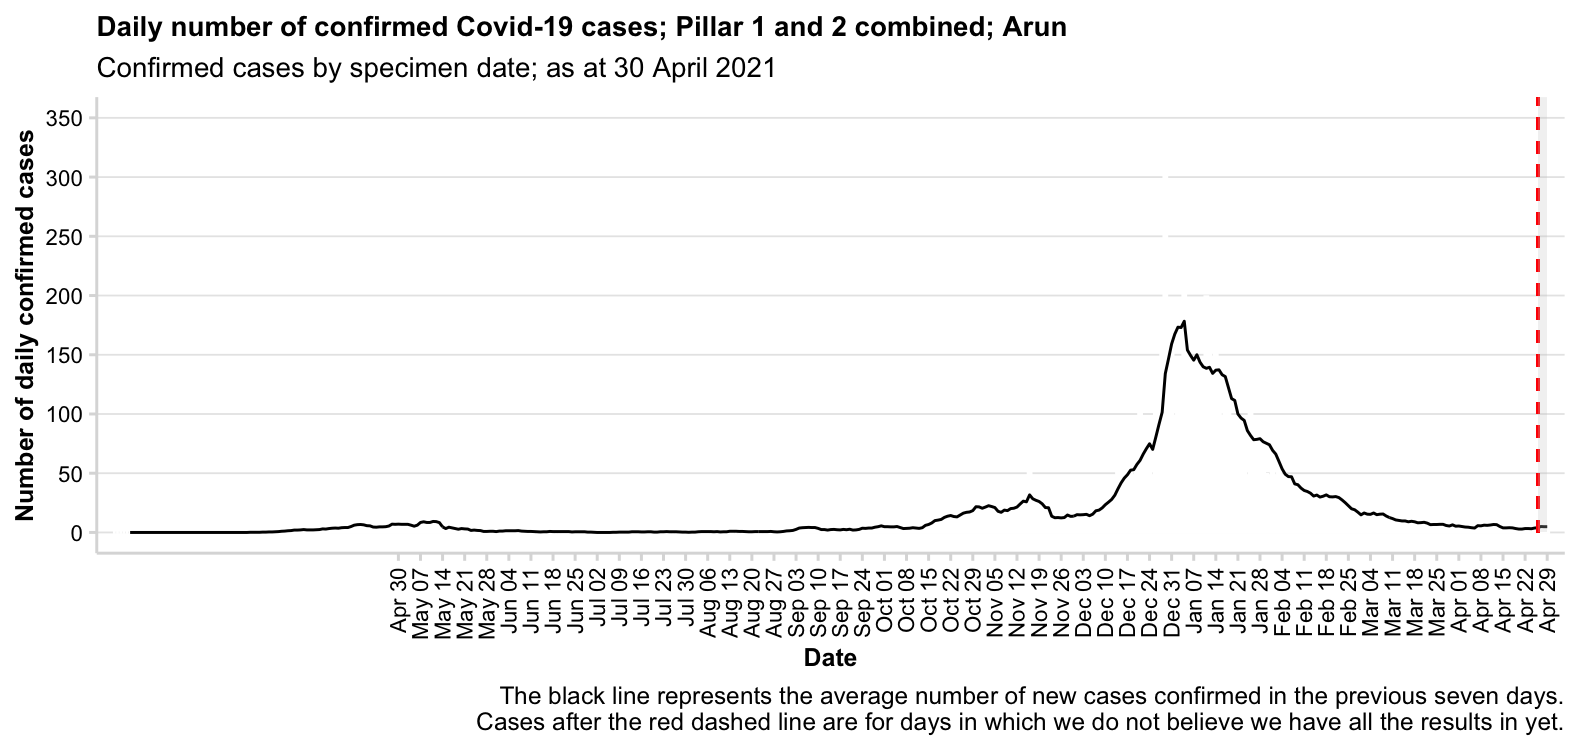 Daily number of confirmed Covid-19 cases; Pillar 1 and 2 combined; Arun
Confirmed cases by specimen date; as at 30 April 2021
Number of daily confirmed cases
350
300
250
200
150
100
50
0
Apr 30
May 07
May 14
May 21
May 28
Jun 04
Jun 11
Jun 18
Jun 25
Jul 02
Jul 09
Jul 16
Jul 23
Jul 30
Aug 06
Aug 13
Aug 20
Aug 27
Sep 03
Sep 10
Sep 17
Sep 24
Oct 01
Oct 08
Oct 15
Oct 22
Oct 29
Nov 05
Nov 12
Nov 19
Nov 26
Dec 03
Dec 10
Dec 17
Dec 24
Dec 31
Jan 07
Jan 14
Jan 21
Jan 28
Feb 04
Feb 11
Feb 18
Feb 25
Mar 04
Mar 11
Mar 18
Mar 25
Apr 01
Apr 08
Apr 15
Apr 22
Apr 29
Date
The black line represents the average number of new cases confirmed in the previous seven days.
Cases after the red dashed line are for days in which we do not believe we have all the results in yet.